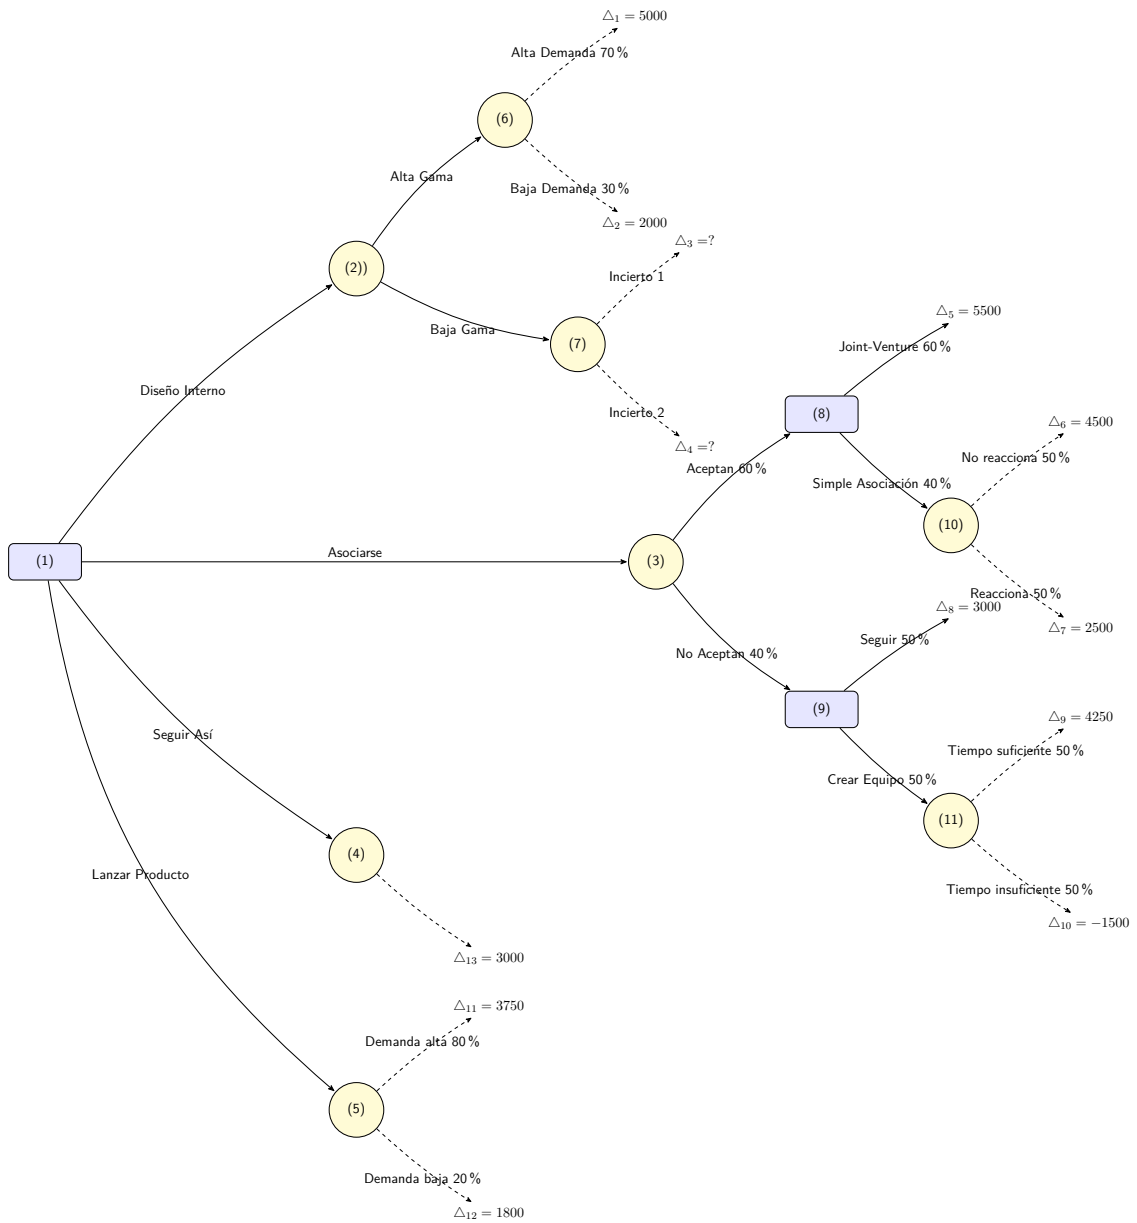 △₁ = 5000
Alta Demanda 70 %
(6)
Alta Gama
Baja Demanda 30 %
△₂ = 2000
△₃ =?
(2))
Incierto 1
△₅ = 5500
Baja Gama
(7)
Joint-Venture 60 %
Diseño Interno
Incierto 2
(8)
△₆ = 4500
△₄ =?
No reacciona 50 %
Aceptan 60 %
Simple Asociación 40 %
(10)
Asociarse
(1)
(3)
Reacciona 50 %
△₈ = 3000
△₇ = 2500
Seguir 50 %
No Aceptan 40 %
(9)
△₉ = 4250
Seguir Así
Tiempo suficiente 50 %
Crear Equipo 50 %
(11)
(4)
Lanzar Producto
Tiempo insuficiente 50 %
△₁₀ = −1500
△₁₃ = 3000
△₁₁ = 3750
Demanda alta 80 %
(5)
Demanda baja 20 %
△₁₂ = 1800